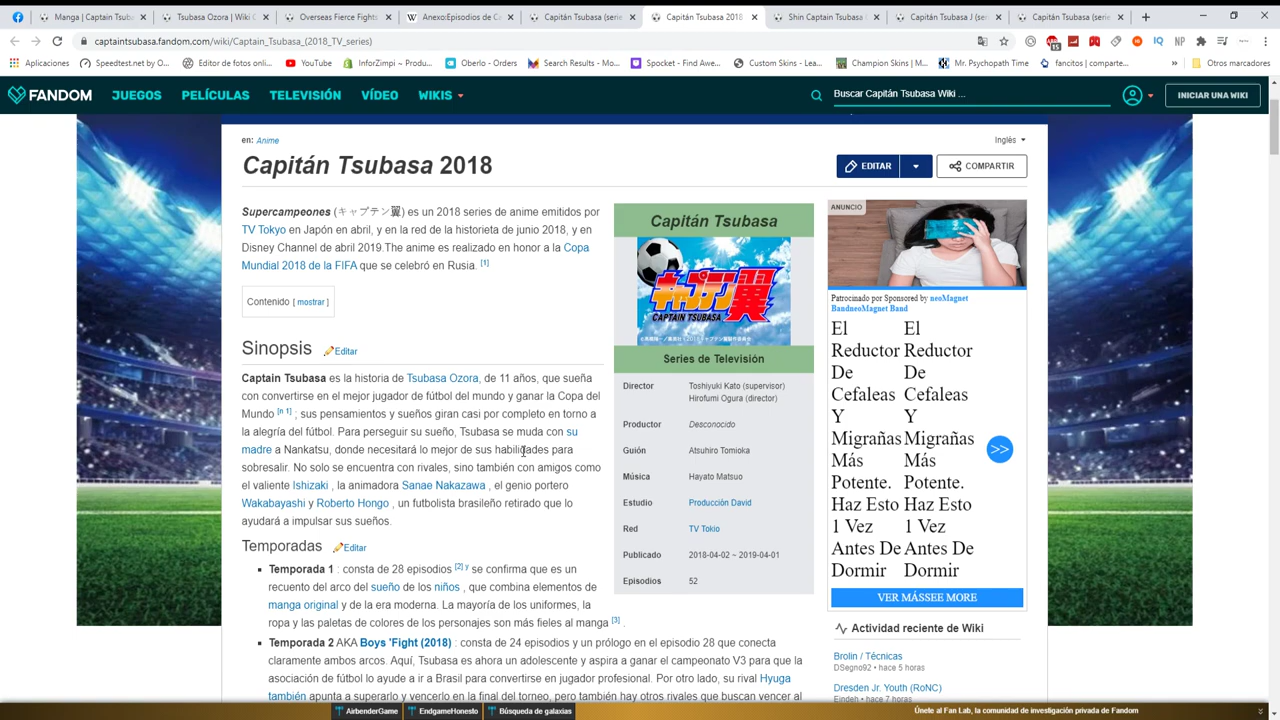 Manga | Captain Tsub
Tsubasa Ozora | Wiki C
Overseas Fierce Fights
Anexo:Episodios de Ca
Capitán Tsubasa (serie
Capitán Tsubasa 2018
Shin Captain Tsubasa
Capitán Tsubasa J (seri
Capitán Tsubasa (serie
captaintsubasa.fandom.com/wiki/Captain_Tsubasa_(2018_TV_series)
15
IQ
NP
Aplicaciones
Speedtest.net by O...
Editor de fotos onli...
YouTube
InforZimpi ~ Produ...
Oberlo - Orders
Search Results - Mo...
Spocket - Find Awe...
Custom Skins - Lea...
Champion Skins | M...
Mr. Psychopath Time
fancitos | comparte...
»
Otros marcadores
FANDOM
JUEGOS
PELÍCULAS
TELEVISIÓN
VÍDEO
WIKIS
Buscar Capitán Tsubasa Wiki ...
INICIAR UNA WIKI
en: Anime
Inglés
Capitán Tsubasa 2018
EDITAR
COMPARTIR
Supercampeones (キャプテン翼) es un 2018 series de anime emitidos por
TV Tokyo en Japón en abril, y en la red de la historieta de junio 2018, y en
Disney Channel de abril 2019.The anime es realizado en honor a la Copa
Mundial 2018 de la FIFA que se celebró en Rusia. [1]
Contenido [ mostrar ]
Sinopsis Editar
Captain Tsubasa es la historia de Tsubasa Ozora, de 11 años, que sueña
con convertirse en el mejor jugador de fútbol del mundo y ganar la Copa del
Mundo [n 1] ; sus pensamientos y sueños giran casi por completo en torno a
la alegría del fútbol. Para perseguir su sueño, Tsubasa se muda con su
madre a Nankatsu, donde necesitará lo mejor de sus habilidades para
sobresalir. No solo se encuentra con rivales, sino también con amigos como
el valiente Ishizaki , la animadora Sanae Nakazawa , el genio portero
Wakabayashi y Roberto Hongo , un futbolista brasileño retirado que lo
ayudará a impulsar sus sueños.
Temporadas Editar
Temporada 1 : consta de 28 episodios [2] y se confirma que es un
recuento del arco del sueño de los niños , que combina elementos de
manga original y de la era moderna. La mayoría de los uniformes, la
ropa y las paletas de colores de los personajes son más fieles al manga [3] .
Temporada 2 AKA Boys 'Fight (2018) : consta de 24 episodios y un prólogo en el episodio 28 que conecta
claramente ambos arcos. Aquí, Tsubasa es ahora un adolescente y aspira a ganar el campeonato V3 para que la
asociación de fútbol le ayude a ir a Brasil para convertirse en jugador profesional. Por otro lado, su rival Hyuga
también apunta a superarlo y vencerlo en la final del torneo, pero también hay otros rivales que buscan vencer al
Capitán Tsubasa
キャプテン翼
CAPTAIN TSUBASA
Series de Televisión
Director Toshiyuki Kato (supervisor)
Hirofumi Ogura (director)
Productor Desconocido
Guión Atsuhiro Tomioka
Música Hayato Matsuo
Estudio Producción David
Red TV Tokio
Publicado 2018-04-02 ~ 2019-04-01
Episodios 52
ANUNCIO
Patrocinado por Sponsored by neoMagnet
BandneoMagnet Band
El El
Reductor Reductor
De De
Cefaleas Cefaleas
Y Y
Migrañas Migrañas
Más Más
Potente. Potente.
Haz Esto Haz Esto
1 Vez 1 Vez
Antes De Antes De
Dormir Dormir
>>
VER MÁSSEE MORE
Actividad reciente de Wiki
Brolin / Técnicas
DSegno92 • hace 5 horas
Dresden Jr. Youth (RoNC)
Eindeh • hace 7 horas
AirbenderGame
EndgameHonesto
Búsqueda de galaxias
Únete al Fan Lab, la comunidad de investigación privada de Fandom